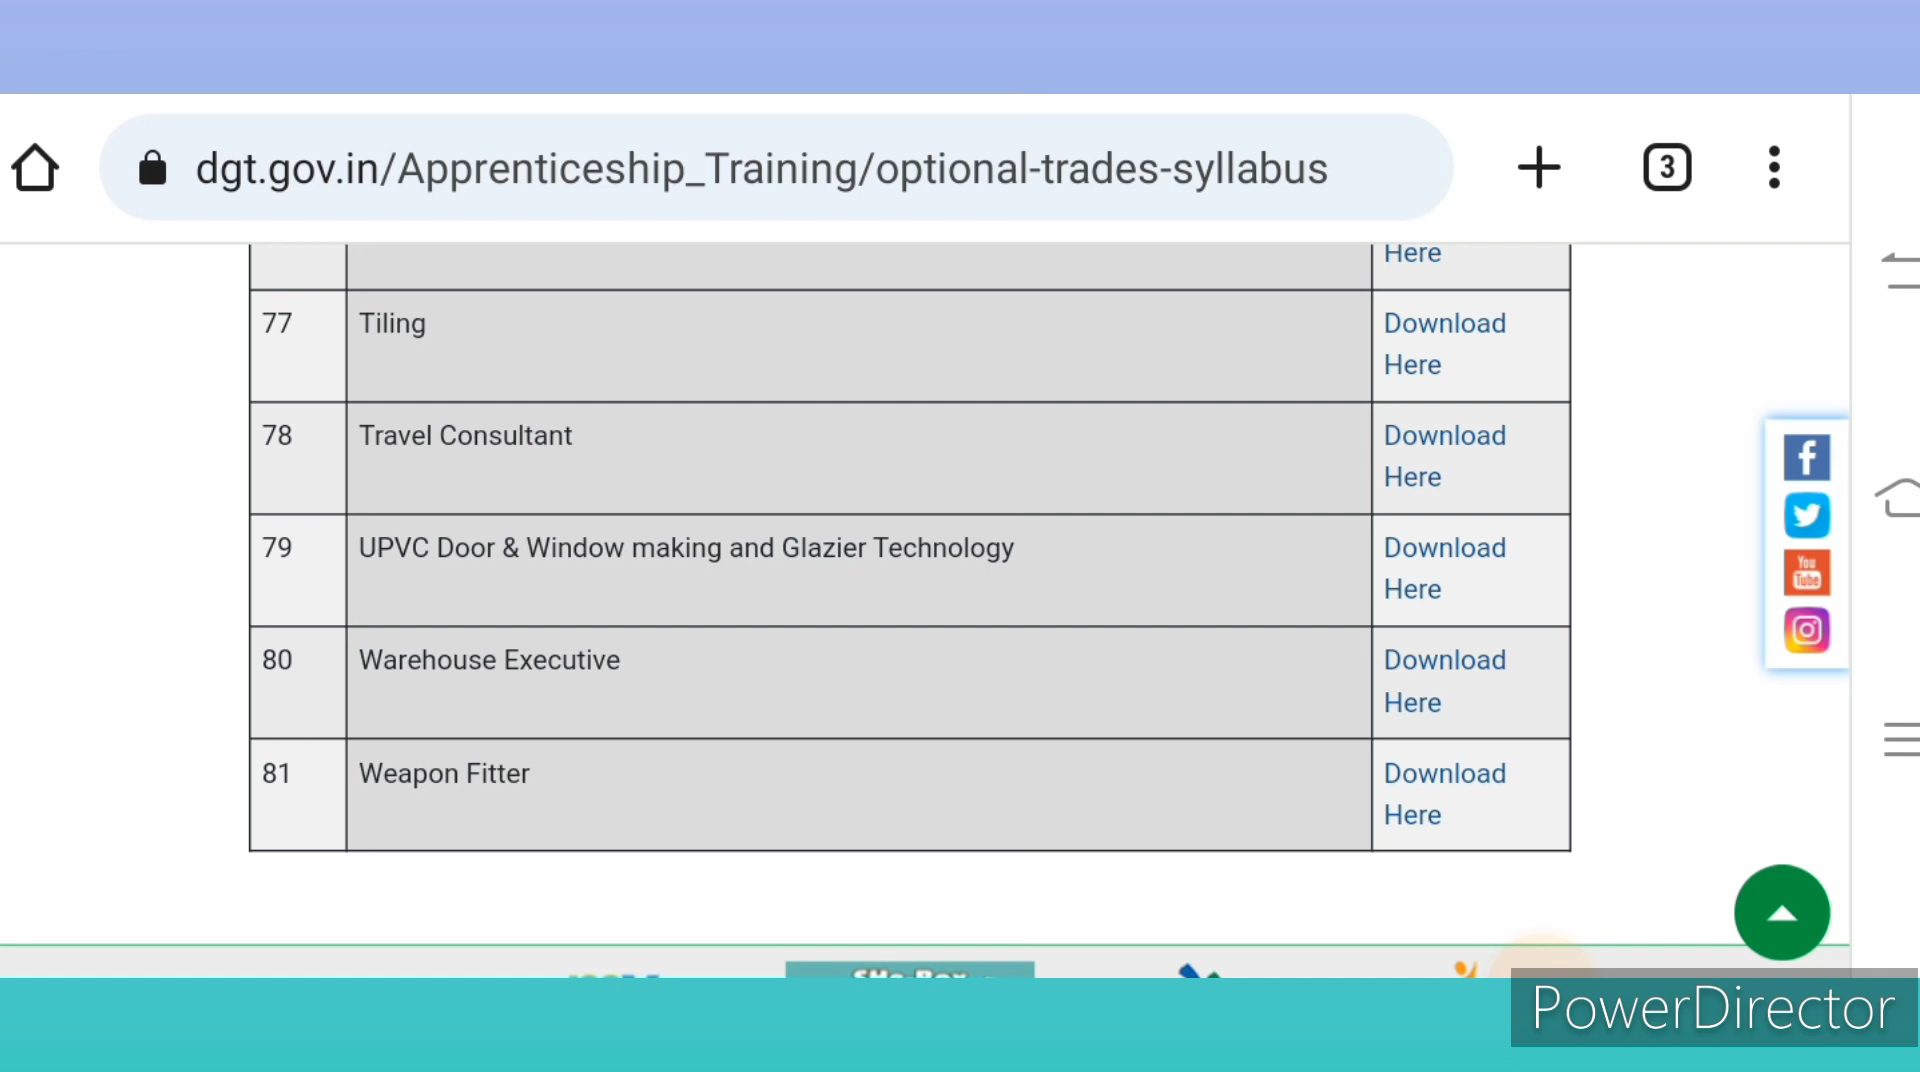 dgt.gov.in/Apprenticeship_Training/optional-trades-syllabus
3
Here
77 Tiling Download
Here
78 Travel Consultant Download
Here
79 UPVC Door & Window making and Glazier Technology Download
Here
80 Warehouse Executive Download
Here
81 Weapon Fitter Download
Here
You
Tube
PowerDirector